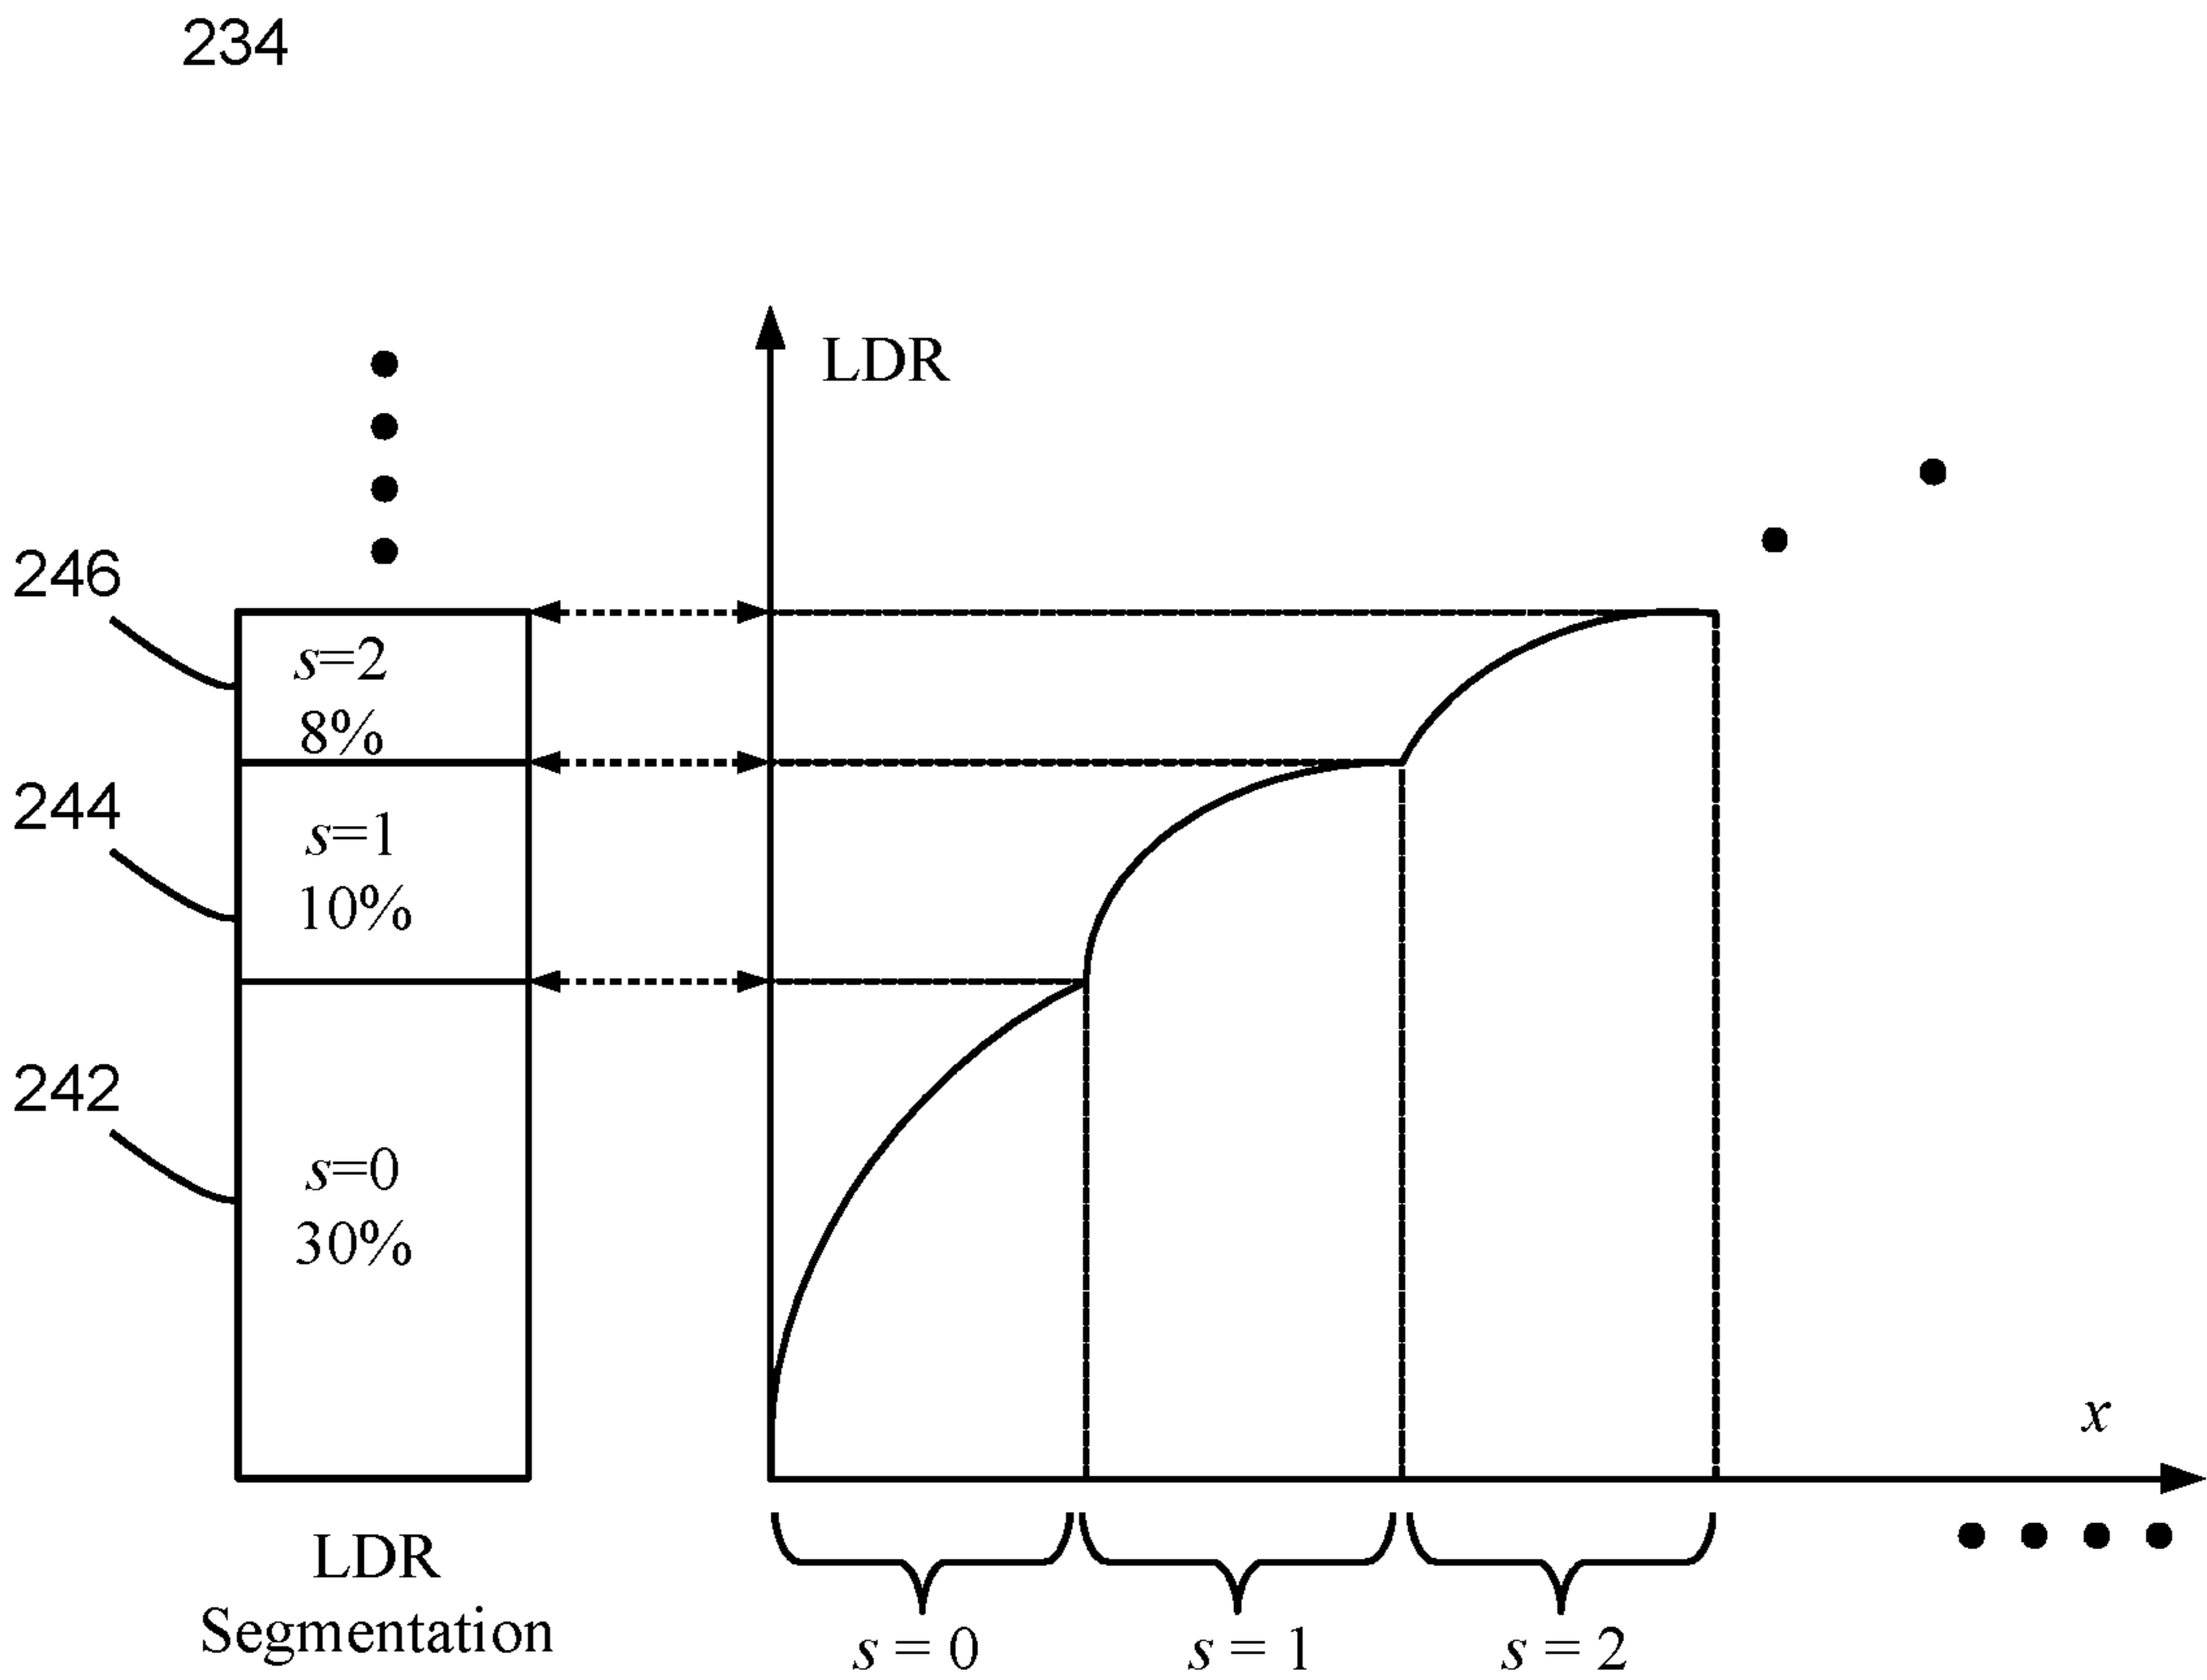 234
LDR
246
s=2
8%
244
s=1
10%
242
s=0
30%
x
LDR
Segmentation
s = 0
s = 1
s = 2